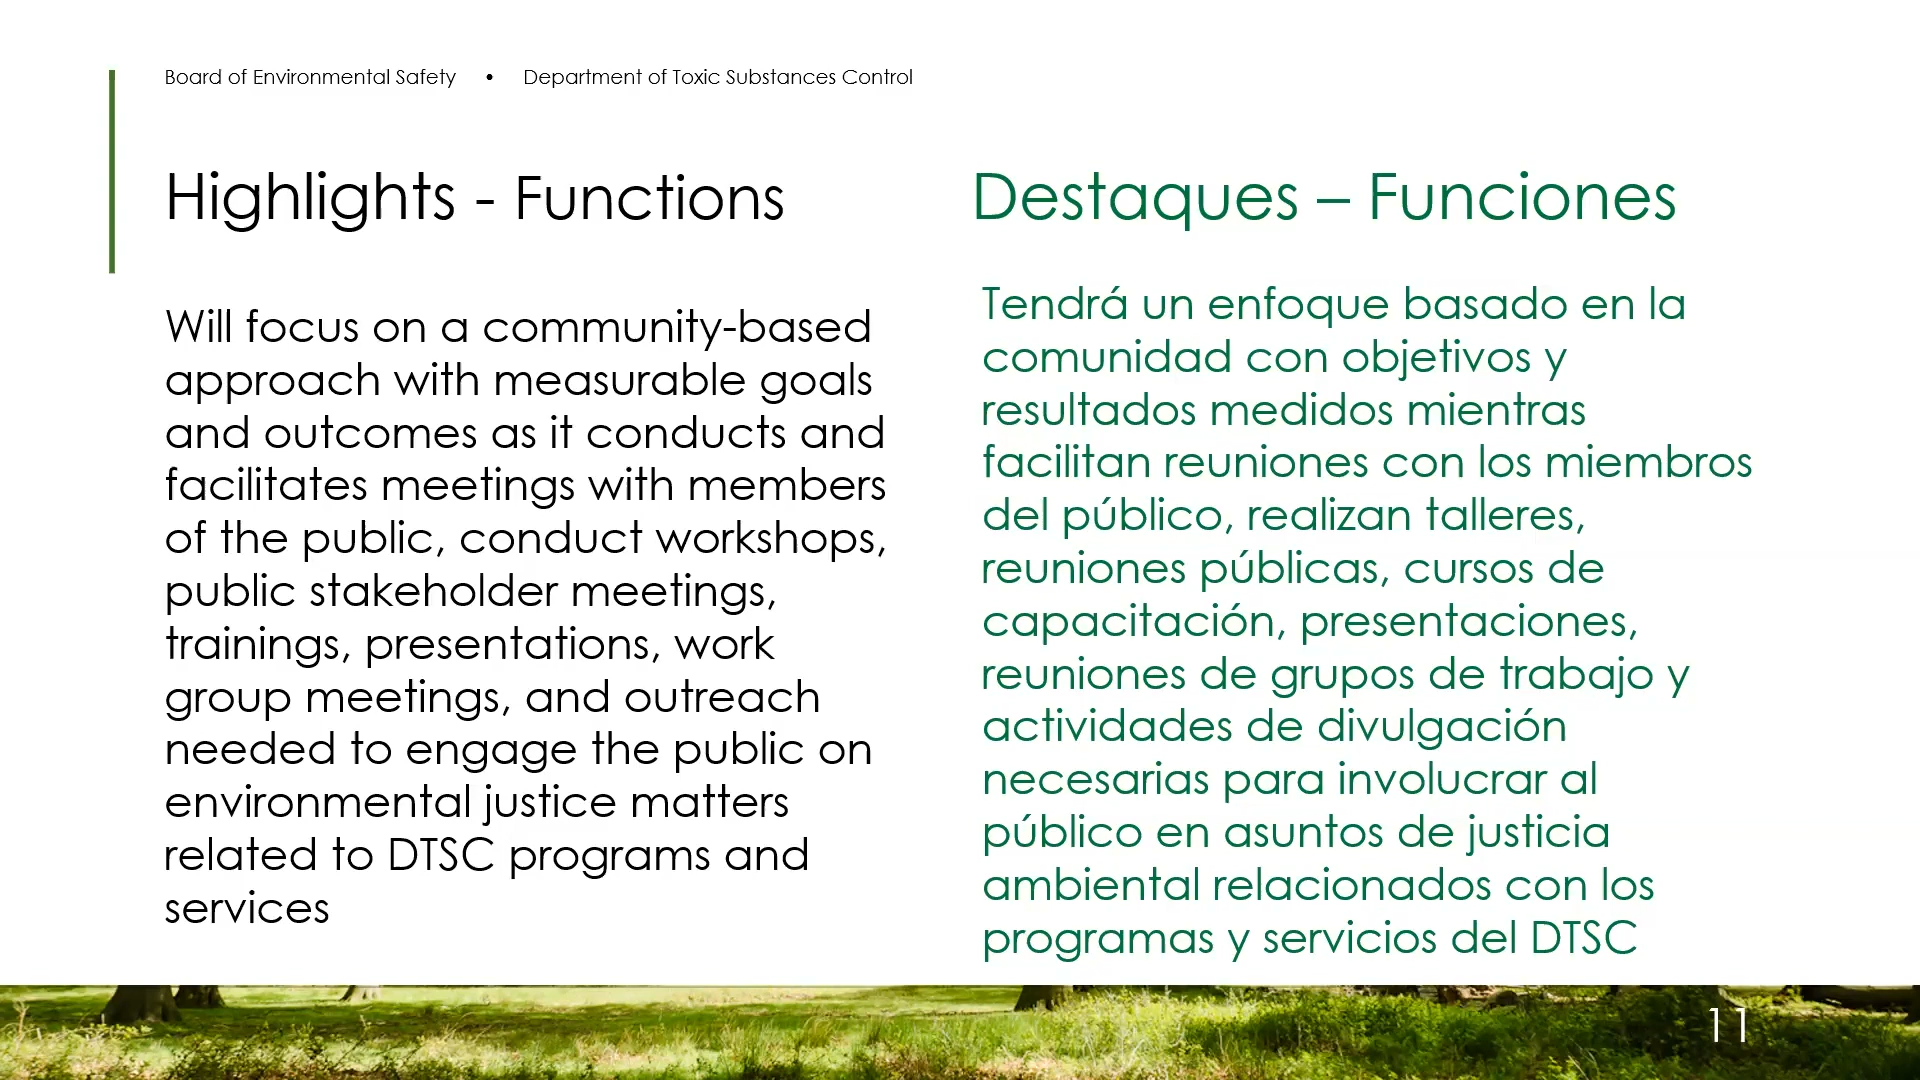 Board of Environmental Safety • Department of Toxic Substances Control
Highlights - Functions
Will focus on a community-based
approach with measurable goals
and outcomes as it conducts and
facilitates meetings with members
of the public, conduct workshops,
public stakeholder meetings,
trainings, presentations, work
group meetings, and outreach
needed to engage the public on
environmental justice matters
related to DTSC programs and
services
Destaques – Funciones
Tendrá un enfoque basado en la
comunidad con objetivos y
resultados medidos mientras
facilitan reuniones con los miembros
del público, realizan talleres,
reuniones públicas, cursos de
capacitación, presentaciones,
reuniones de grupos de trabajo y
actividades de divulgación
necesarias para involucrar al
público en asuntos de justicia
ambiental relacionados con los
programas y servicios del DTSC
11